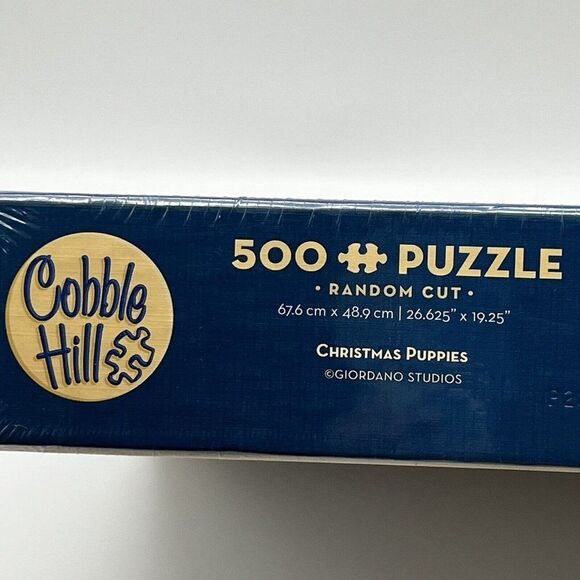 Cobble
Hill
500 PUZZLE
• RANDOM CUT •
67.6 cm x 48.9 cm | 26.625" x 19.25"
CHRISTMAS PUPPIES
©GIORDANO STUDIOS